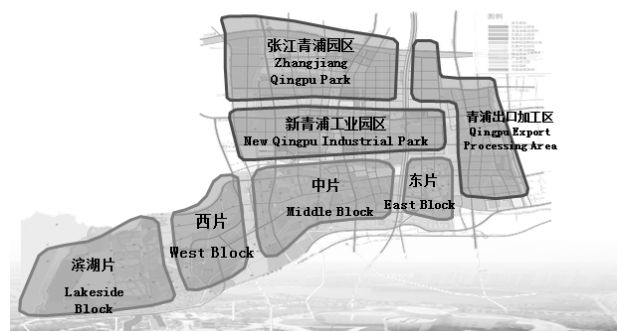 张江青浦园区
Zhangjiang
Qingpu Park
青浦出口加工区
Qingpu Export
Processing Area
新青浦工业园区
New Qingpu Industrial Park
中片
Middle Block
东片
East Block
西片
West Block
滨湖片
Lakeside
Block